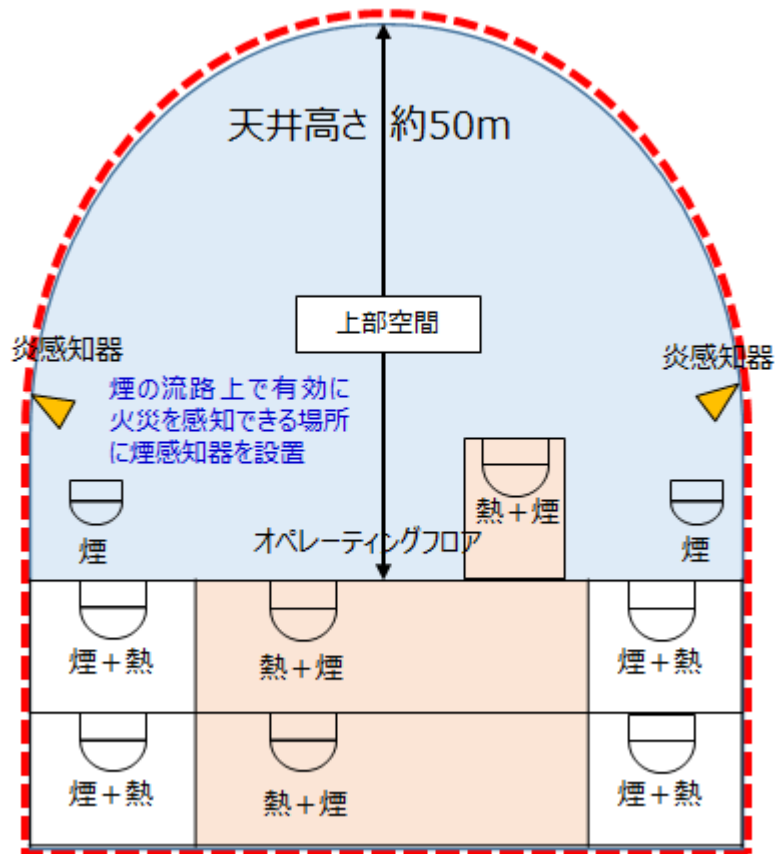 天井高さ 約50m
上部空間
炎感知器
炎感知器
煙の流路上で有効に
火災を感知できる場所
に煙感知器を設置
熱＋煙
煙
オペレーティングフロア
煙
煙＋熱
熱＋煙
煙＋熱
煙＋熱
熱＋煙
煙＋熱